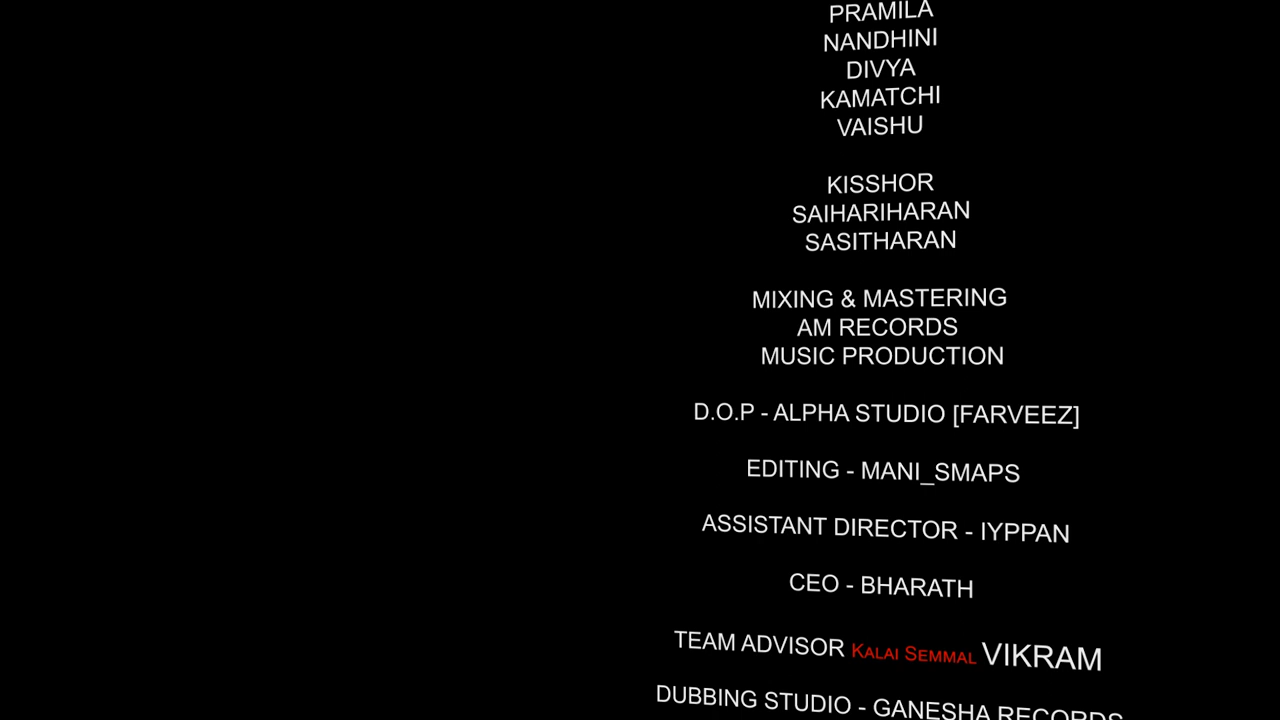 PRAMILA
NANDHINI
DIVYA
KAMATCHI
VAISHU
KISSHOR
SAIHARIHARAN
SASITHARAN
MIXING & MASTERING
AM RECORDS
MUSIC PRODUCTION
D.O.P - ALPHA STUDIO [FARVEEZ]
EDITING - MANI_SMAPS
ASSISTANT DIRECTOR - IYPPAN
CEO - BHARATH
TEAM ADVISOR KALAI SEMMAL VIKRAM
DUBBING STUDIO - GANESHA RECORDS